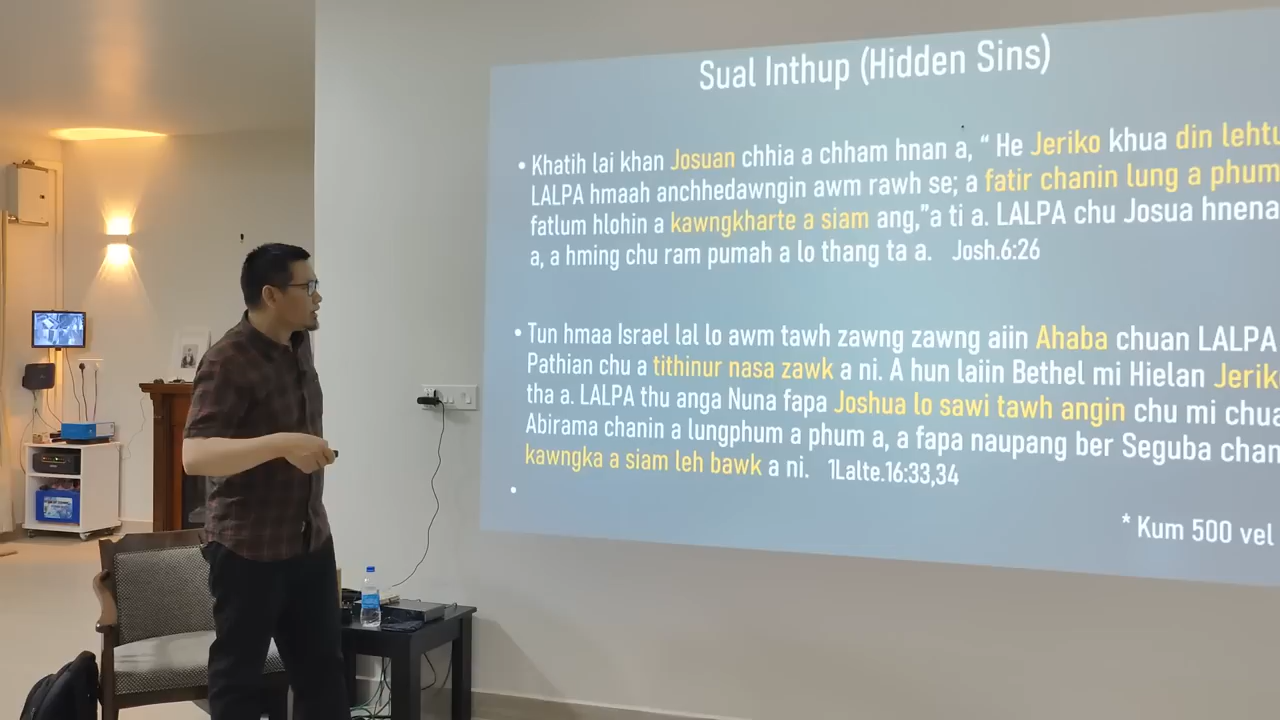 Sual Inthup (Hidden Sins)
• Khatih lai khan Josuan chhia a chham hnan a, “ He Jeriko khua din lehtu
LALPA hmaah anchhedawngin awm rawh se; a fatir chanin lung a phum
fatlum hlohin a kawngkharte a siam ang,”a ti a. LALPA chu Josua hnena
a, a hming chu ram pumah a lo thang ta a. Josh.6:26
• Tun hmaa Israel lal lo awm tawh zawng zawng aiin Ahaba chuan LALPA
Pathian chu a tithinur nasa zawk a ni. A hun laiin Bethel mi Hielan Jerik
tha a. LALPA thu anga Nuna fapa Joshua lo sawi tawh angin chu mi chua
Abirama chanin a lungphum a phum a, a fapa naupang ber Seguba chan
kawngka a siam leh bawk a ni. 1Lalte.16:33,34
•
* Kum 500 vel